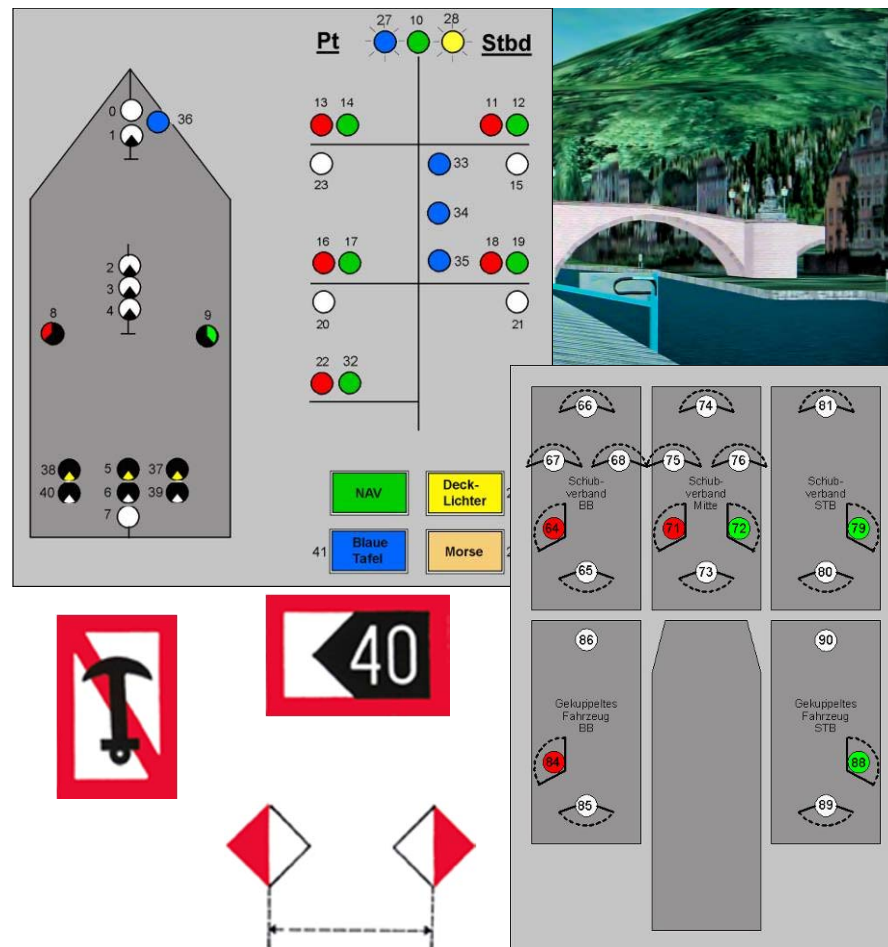 27 10 28
Pt Stbd
0 36
1
13 14 11 12
33
23 15
34
16 17 18 19
35
2
3
4
20 21
8 9
22 32
38 5 37
40 6 39
7
NAV
Deck-
Lichter
41
Blaue
Tafel
Morse
66 74 81
67 68 75 76
Schub-
verband
BB
Schub-
verband
Mitte
Schub-
verband
STB
64 71 72 79
65 73 80
86 90
Gekuppeltes
Fahrzeug
BB
Gekuppeltes
Fahrzeug
STB
84 88
85 89
40